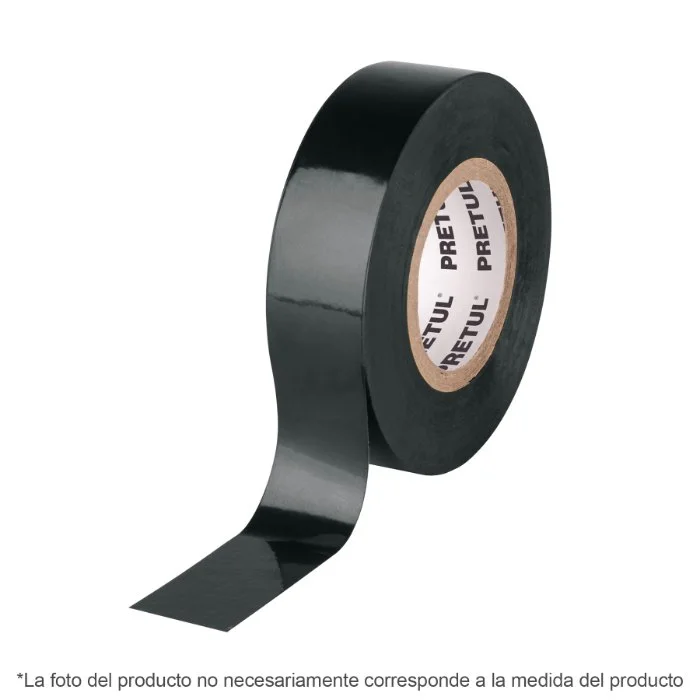 PRETUL
PRETUL®
PRETUL®
*La foto del producto no necesariamente corresponde a la medida del producto